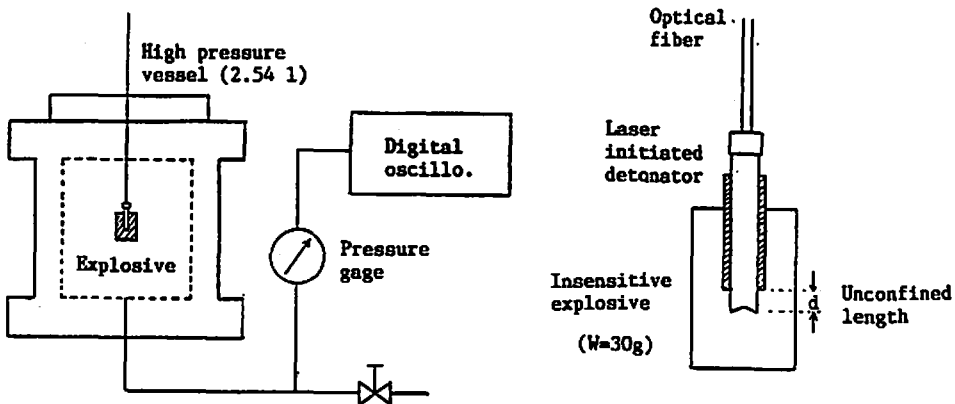 High pressure
vessel (2.54 l)
Digital
oscillo.
Explosive
Pressure
gage
Optical
fiber
Laser
initiated
detonator
Insensitive
explosive
(W=30g)
d
Unconfined
length